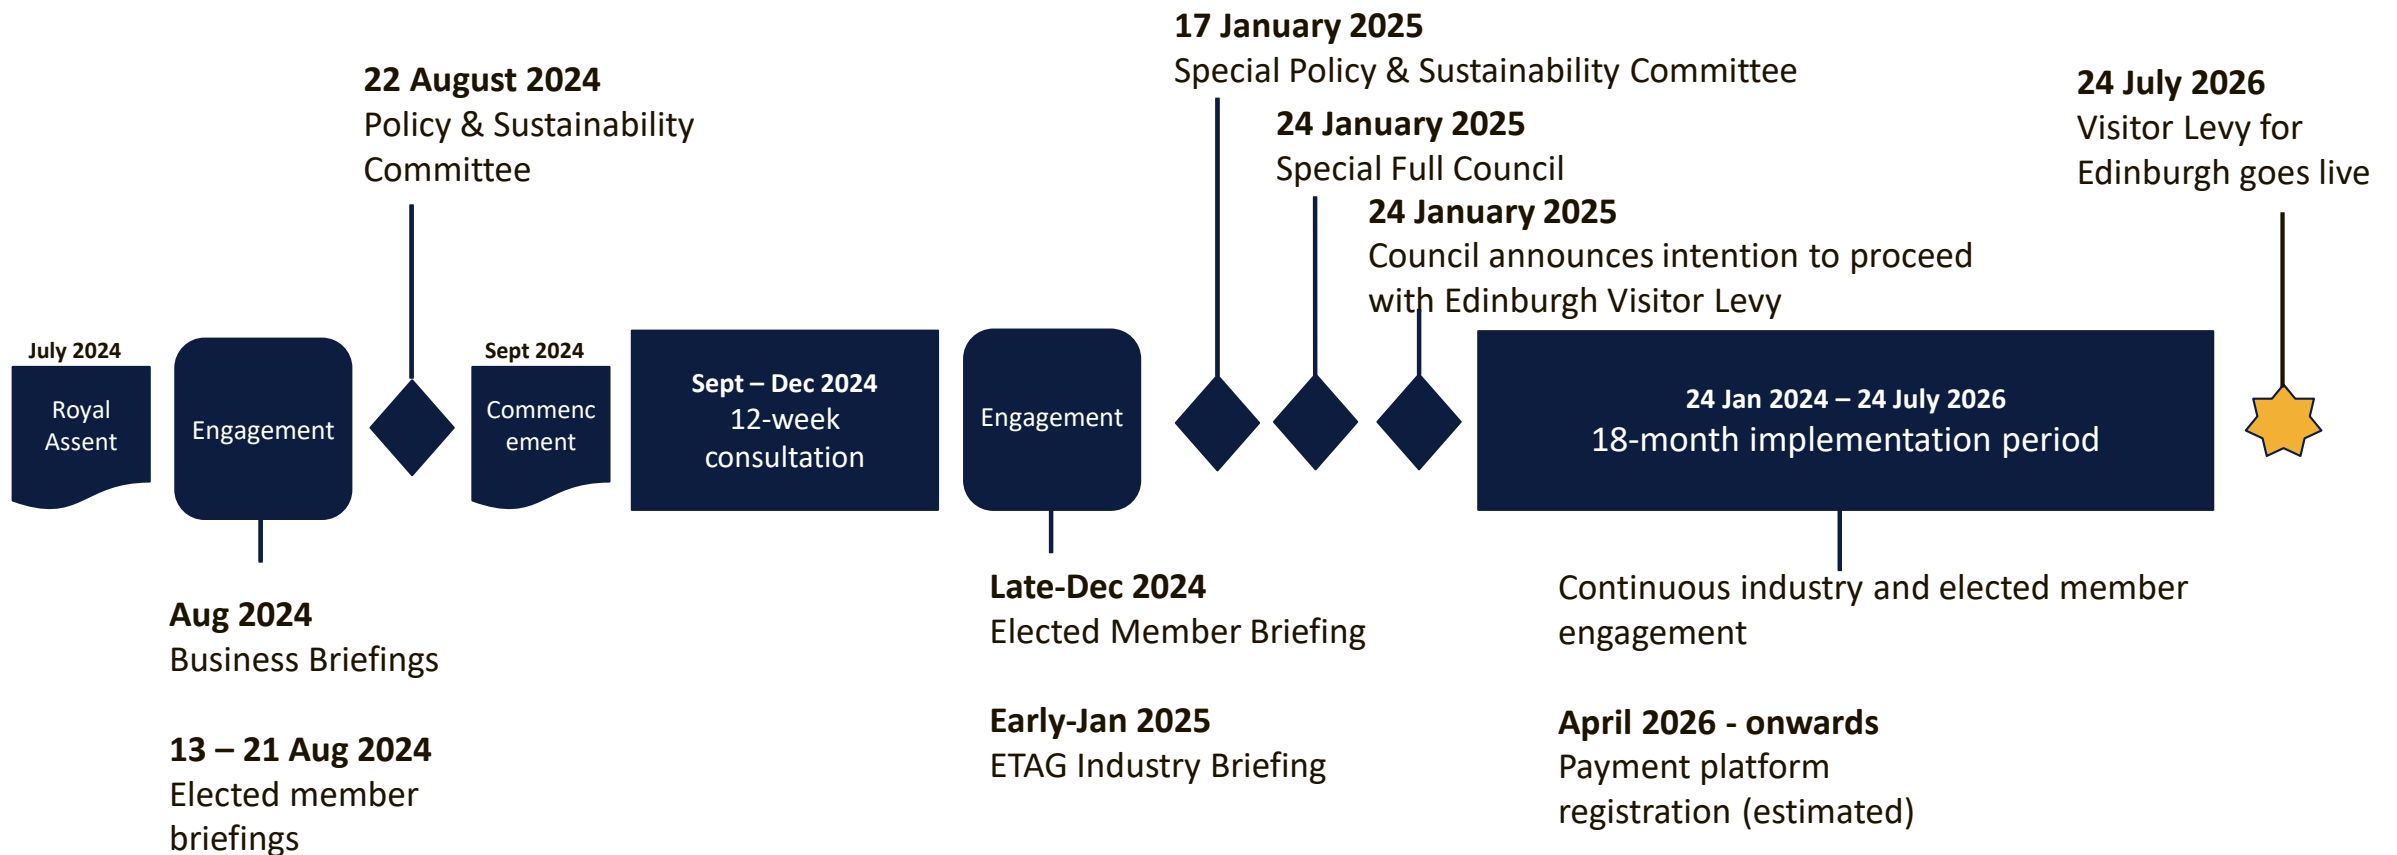 17 January 2025
Special Policy & Sustainability Committee
22 August 2024
Policy & Sustainability
Committee
24 January 2025
Special Full Council
24 July 2026
Visitor Levy for
Edinburgh goes live
24 January 2025
Council announces intention to proceed
with Edinburgh Visitor Levy
July 2024
Royal
Assent
Engagement
Sept 2024
Commenc
ement
Sept – Dec 2024
12-week
consultation
Engagement
24 Jan 2024 – 24 July 2026
18-month implementation period
Aug 2024
Business Briefings
13 – 21 Aug 2024
Elected member
briefings
Late-Dec 2024
Elected Member Briefing
Early-Jan 2025
ETAG Industry Briefing
Continuous industry and elected member
engagement
April 2026 - onwards
Payment platform
registration (estimated)